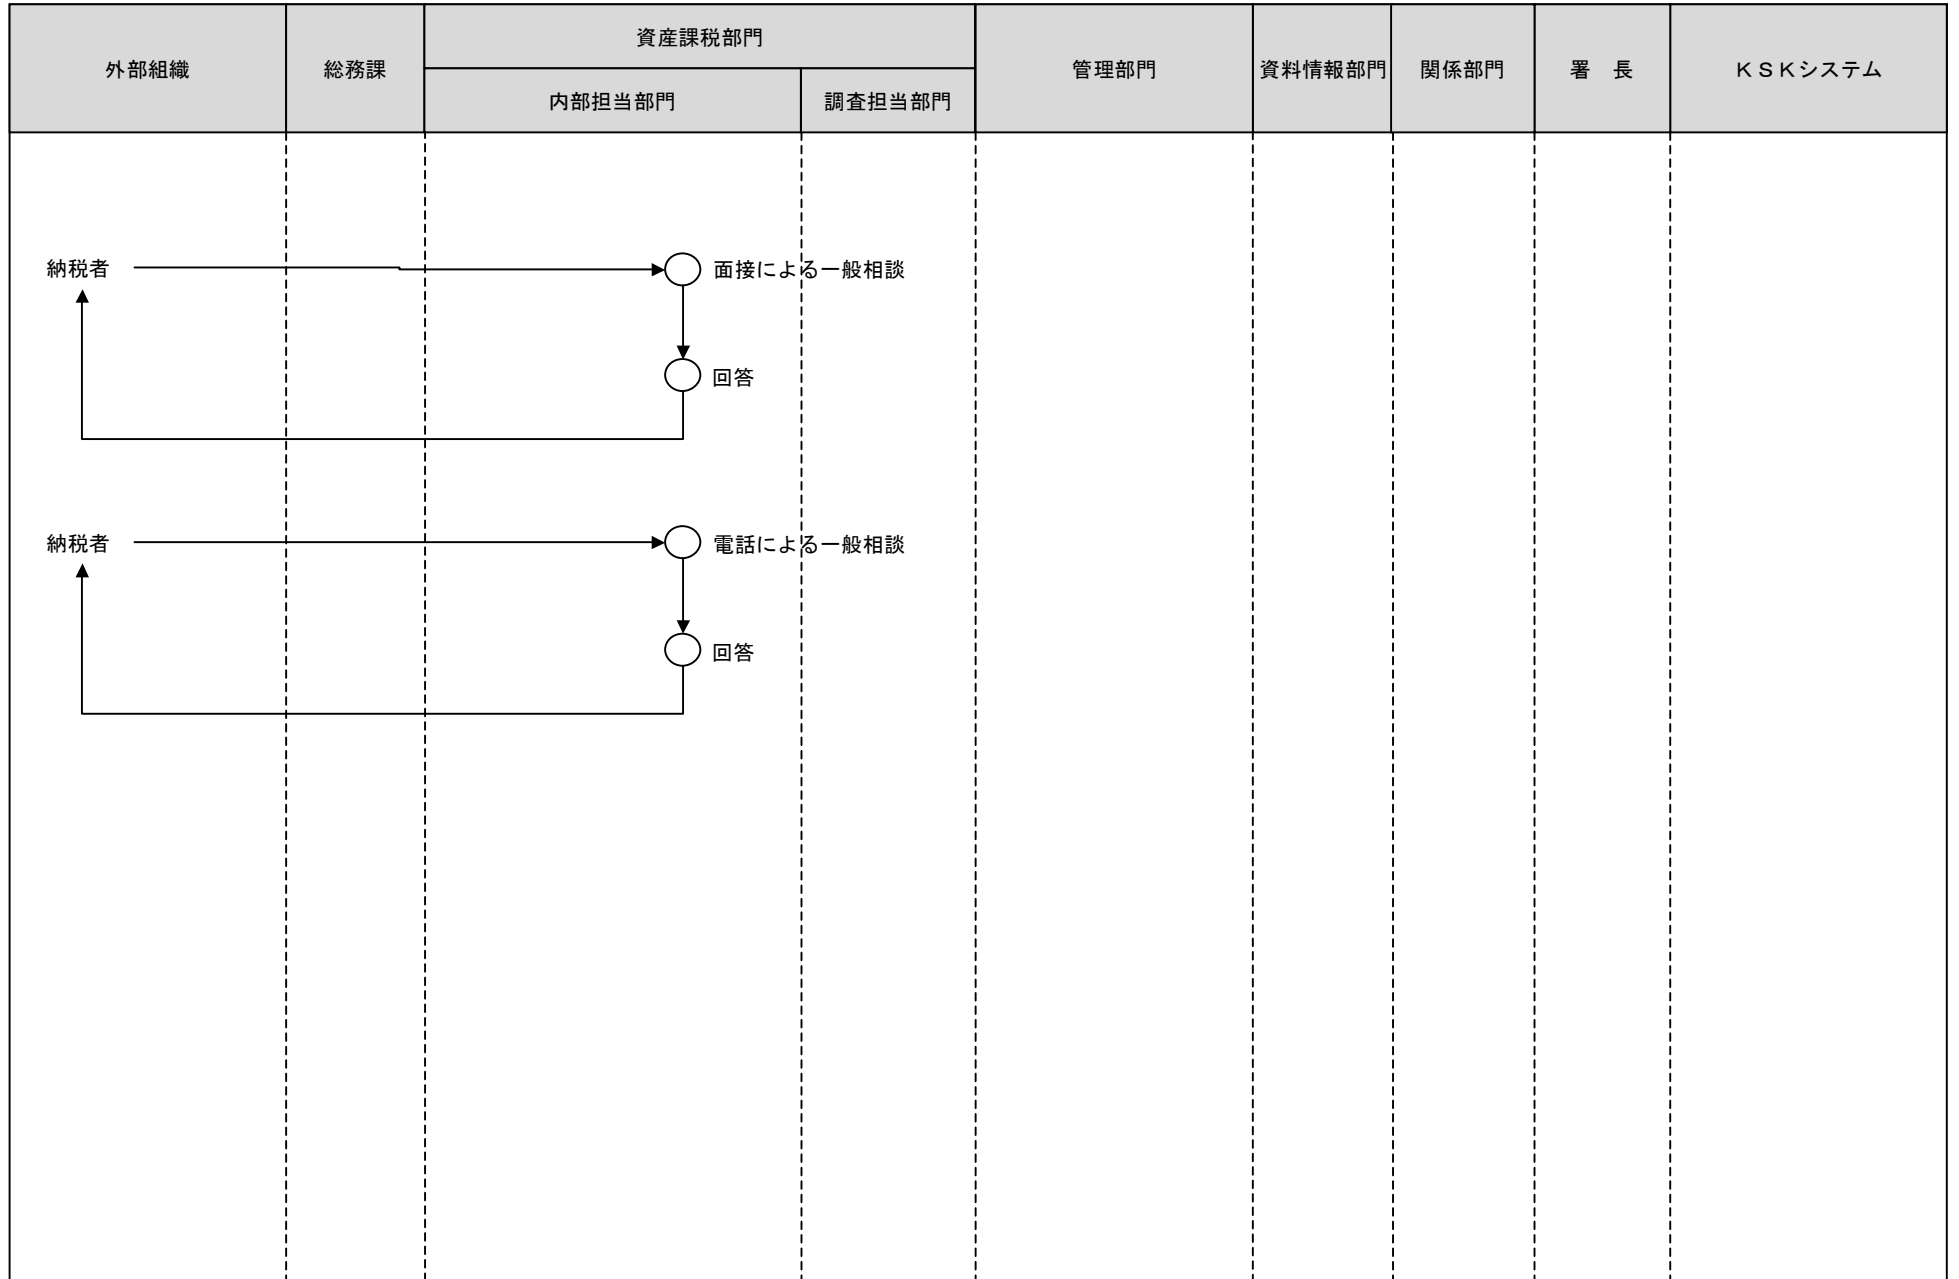 外部組織
総務課
資産課税部門
内部担当部門
調査担当部門
管理部門
資料情報部門
関係部門
署　長
ＫＳＫシステム
納税者
面接による一般相談
回答
納税者
電話による一般相談
回答